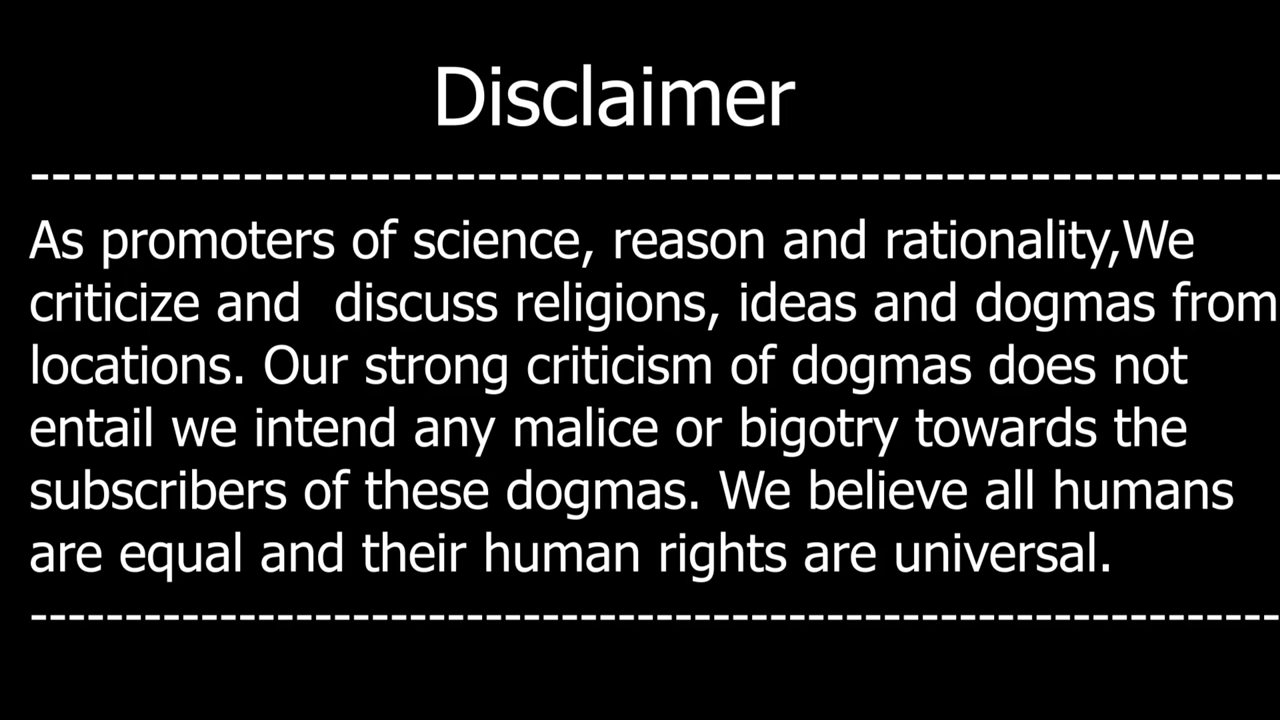 Disclaimer
-----------------------------------------------------------
As promoters of science, reason and rationality,We
criticize and  discuss religions, ideas and dogmas from
locations. Our strong criticism of dogmas does not
entail we intend any malice or bigotry towards the
subscribers of these dogmas. We believe all humans
are equal and their human rights are universal.
------------------------------------------------------------------